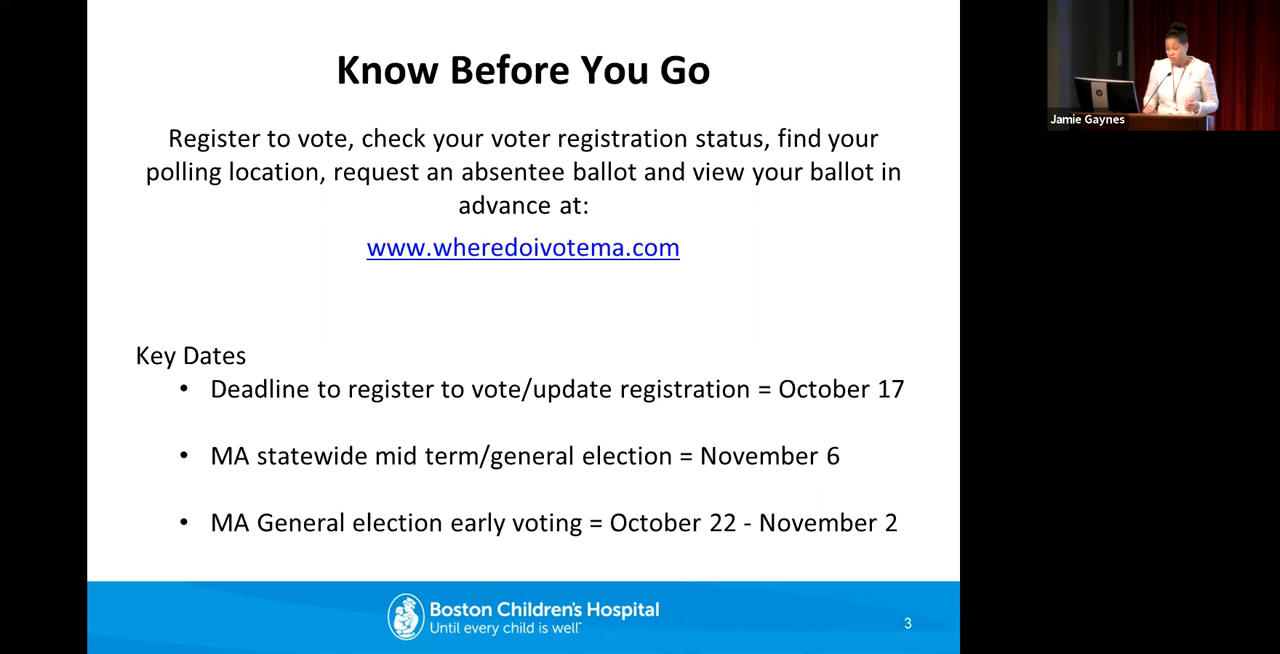 Know Before You Go
Register to vote, check your voter registration status, find your
polling location, request an absentee ballot and view your ballot in
advance at:
www.wheredoivotema.com
Key Dates
• Deadline to register to vote/update registration = October 17
• MA statewide mid term/general election = November 6
• MA General election early voting = October 22 - November 2
Boston Children's Hospital
Until every child is well™
3
Jamie Gaynes
hp